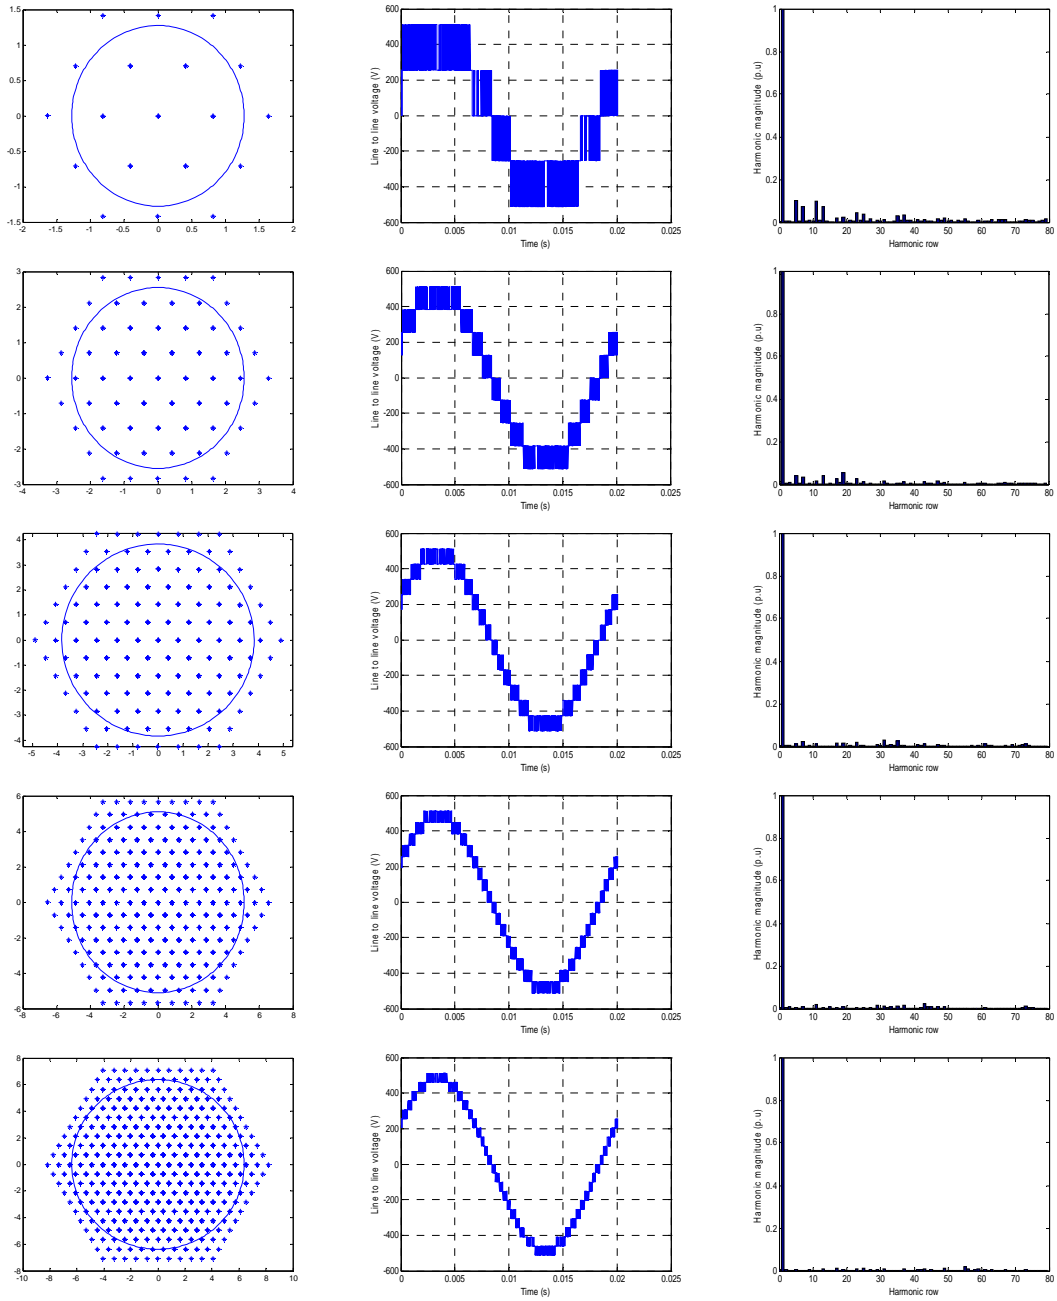 1.5
1
0.5
0
-0.5
-1
-1.5
-2 -1.5 -1 -0.5 0 0.5 1 1.5 2
Line to line voltage (V)
600
400
200
0
-200
-400
-600
0 0.005 0.01 0.015 0.02 0.025
Time (s)
Harmonic magnitude (p.u)
1
0.8
0.6
0.4
0.2
0
0 10 20 30 40 50 60 70 80
Harmonic row
3
2
1
0
-1
-2
-3
-4 -3 -2 -1 0 1 2 3 4
Line to line voltage (V)
600
400
200
0
-200
-400
-600
0 0.005 0.01 0.015 0.02 0.025
Time (s)
Harmonic magnitude (p.u)
1
0.8
0.6
0.4
0.2
0
0 10 20 30 40 50 60 70 80
Harmonic row
4
3
2
1
0
-1
-2
-3
-4
-5 -4 -3 -2 -1 0 1 2 3 4 5
Line to line voltage (V)
600
400
200
0
-200
-400
-600
0 0.005 0.01 0.015 0.02 0.025
Time (s)
Harmonic magnitude (p.u)
1
0.8
0.6
0.4
0.2
0
0 10 20 30 40 50 60 70 80
Harmonic row
6
4
2
0
-2
-4
-6
-8 -6 -4 -2 0 2 4 6 8
Line to line voltage (V)
600
400
200
0
-200
-400
-600
0 0.005 0.01 0.015 0.02 0.025
Time (s)
Harmonic magnitude (p.u)
1
0.8
0.6
0.4
0.2
0
0 10 20 30 40 50 60 70 80
Harmonic row
8
6
4
2
0
-2
-4
-6
-8
-10 -8 -6 -4 -2 0 2 4 6 8 10
Line to line voltage (V)
600
400
200
0
-200
-400
-600
0 0.005 0.01 0.015 0.02 0.025
Time (s)
Harmonic magnitude (p.u)
1
0.8
0.6
0.4
0.2
0
0 10 20 30 40 50 60 70 80
Harmonic row